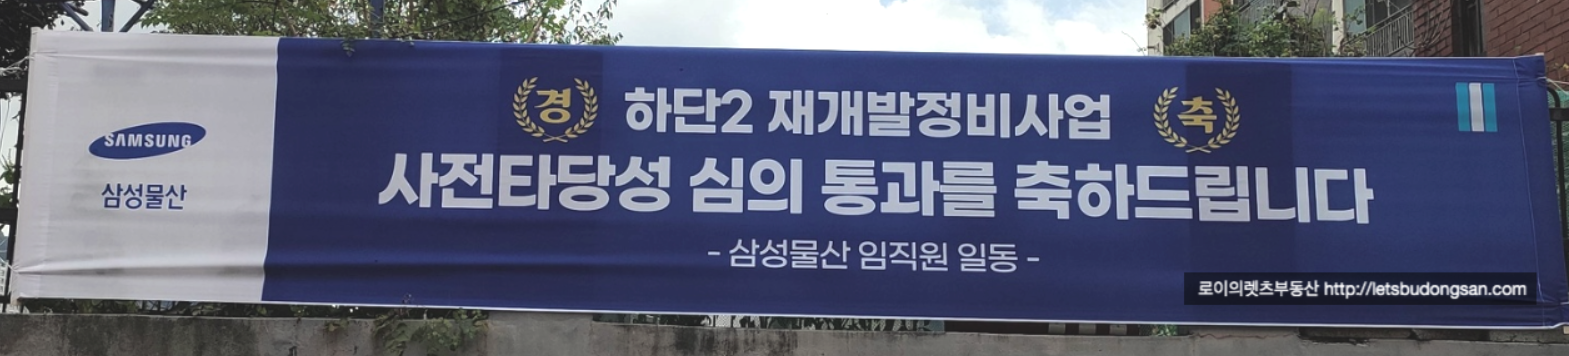 SAMSUNG
삼성물산
경 하단2 재개발정비사업 축
사전타당성 심의 통과를 축하드립니다
- 삼성물산 임직원 일동 -
로이의렛츠부동산 http://letsbudongsan.com